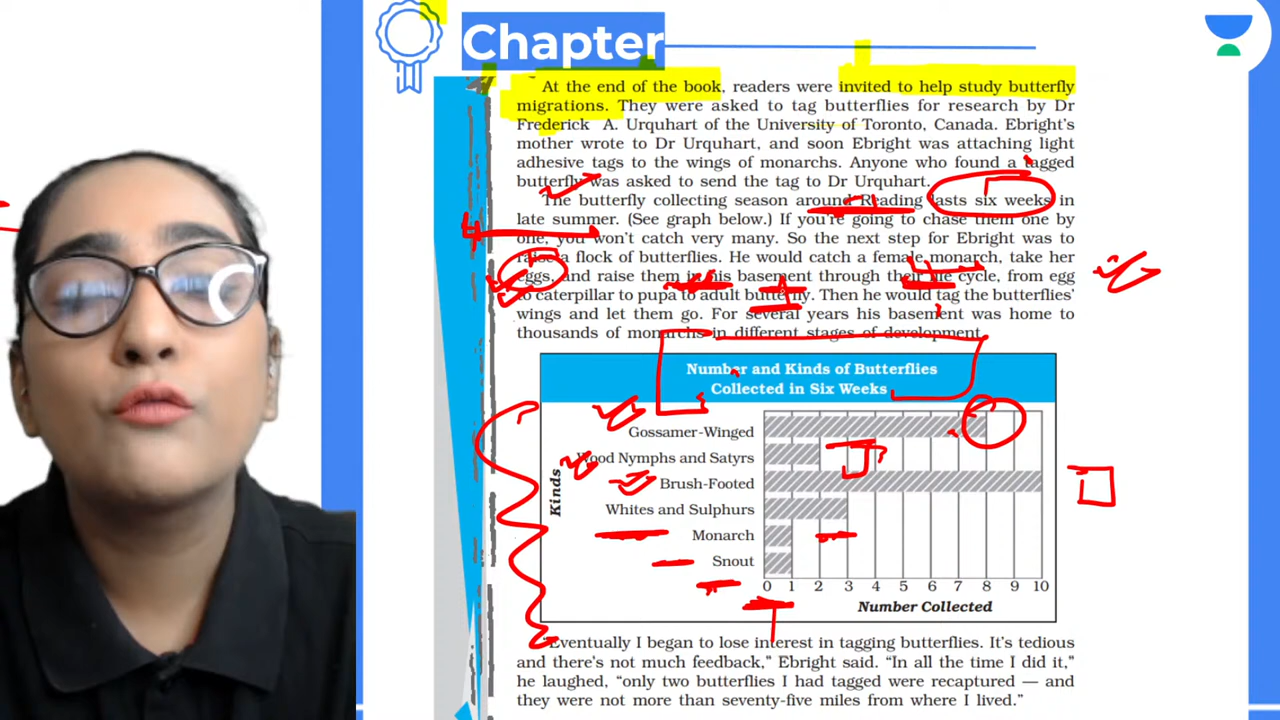 Chapter
At the end of the book, readers were invited to help study butterfly
migrations. They were asked to tag butterflies for research by Dr
Frederick A. Urquhart of the University of Toronto, Canada. Ebright's
mother wrote to Dr Urquhart, and soon Ebright was attaching light
adhesive tags to the wings of monarchs. Anyone who found a tagged
butterfly was asked to send the tag to Dr Urquhart.
The butterfly collecting season around Reading lasts six weeks in
late summer. (See graph below.) If you're going to chase them one by
one, you won't catch very many. So the next step for Ebright was to
raise a flock of butterflies. He would catch a female monarch, take her
eggs, and raise them in his basement through their life cycle, from egg
to caterpillar to pupa to adult butterfly. Then he would tag the butterflies'
wings and let them go. For several years his basement was home to
thousands of monarchs in different stages of development.
Number and Kinds of Butterflies
Collected in Six Weeks
Kinds
Gossamer-Winged
Wood Nymphs and Satyrs
Brush-Footed
Whites and Sulphurs
Monarch
Snout
0 1 2 3 4 5 6 7 8 9 10
Number Collected
"Eventually I began to lose interest in tagging butterflies. It's tedious
and there's not much feedback," Ebright said. "In all the time I did it,"
he laughed, "only two butterflies I had tagged were recaptured — and
they were not more than seventy-five miles from where I lived."